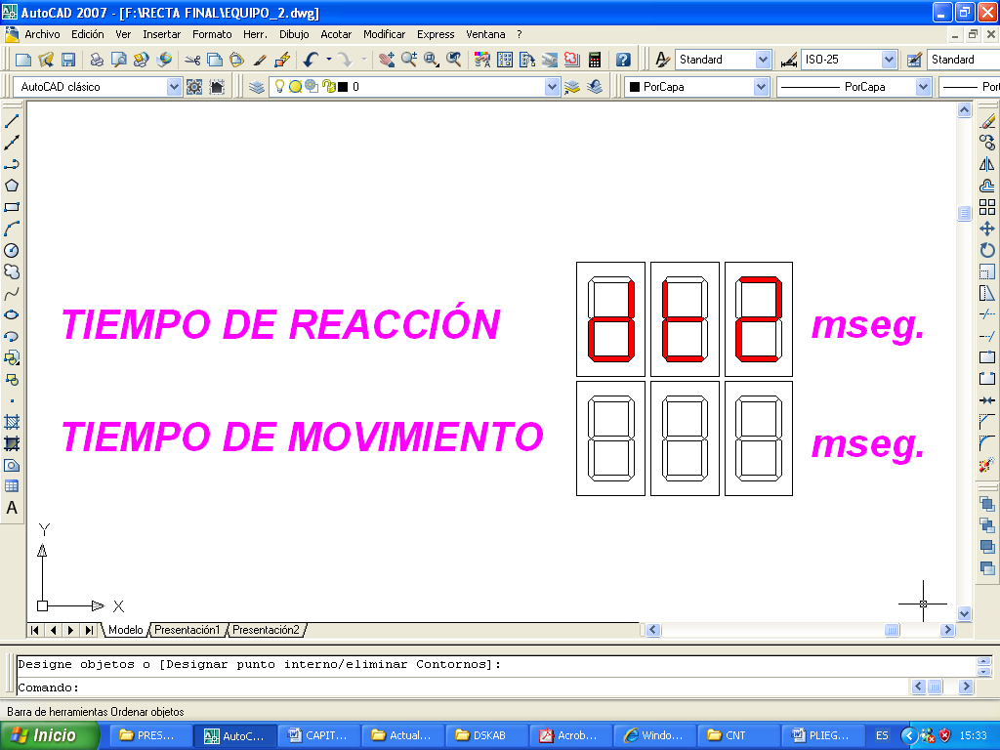 AutoCAD 2007 - [F:\RECTA FINAL\EQUIPO_2.dwg]
Archivo Edición Ver Insertar Formato Herr. Dibujo Acotar Modificar Express Ventana ?
Standard ISO-25 Standard
AutoCAD clásico 0 PorCapa PorCapa
TIEMPO DE REACCIÓN dt2 mseg.
TIEMPO DE MOVIMIENTO mseg.
A
Y
X
Modelo Presentación1 Presentación2
Designe objetos o [Designar punto interno/eliminar Contornos]:
Comando:
Barra de herramientas Ordenar objetos
Inicio PRES... AutoC... CAPIT... Actual... DSKAB Acrob... Windo... CNT PLIEG... ES 15:33